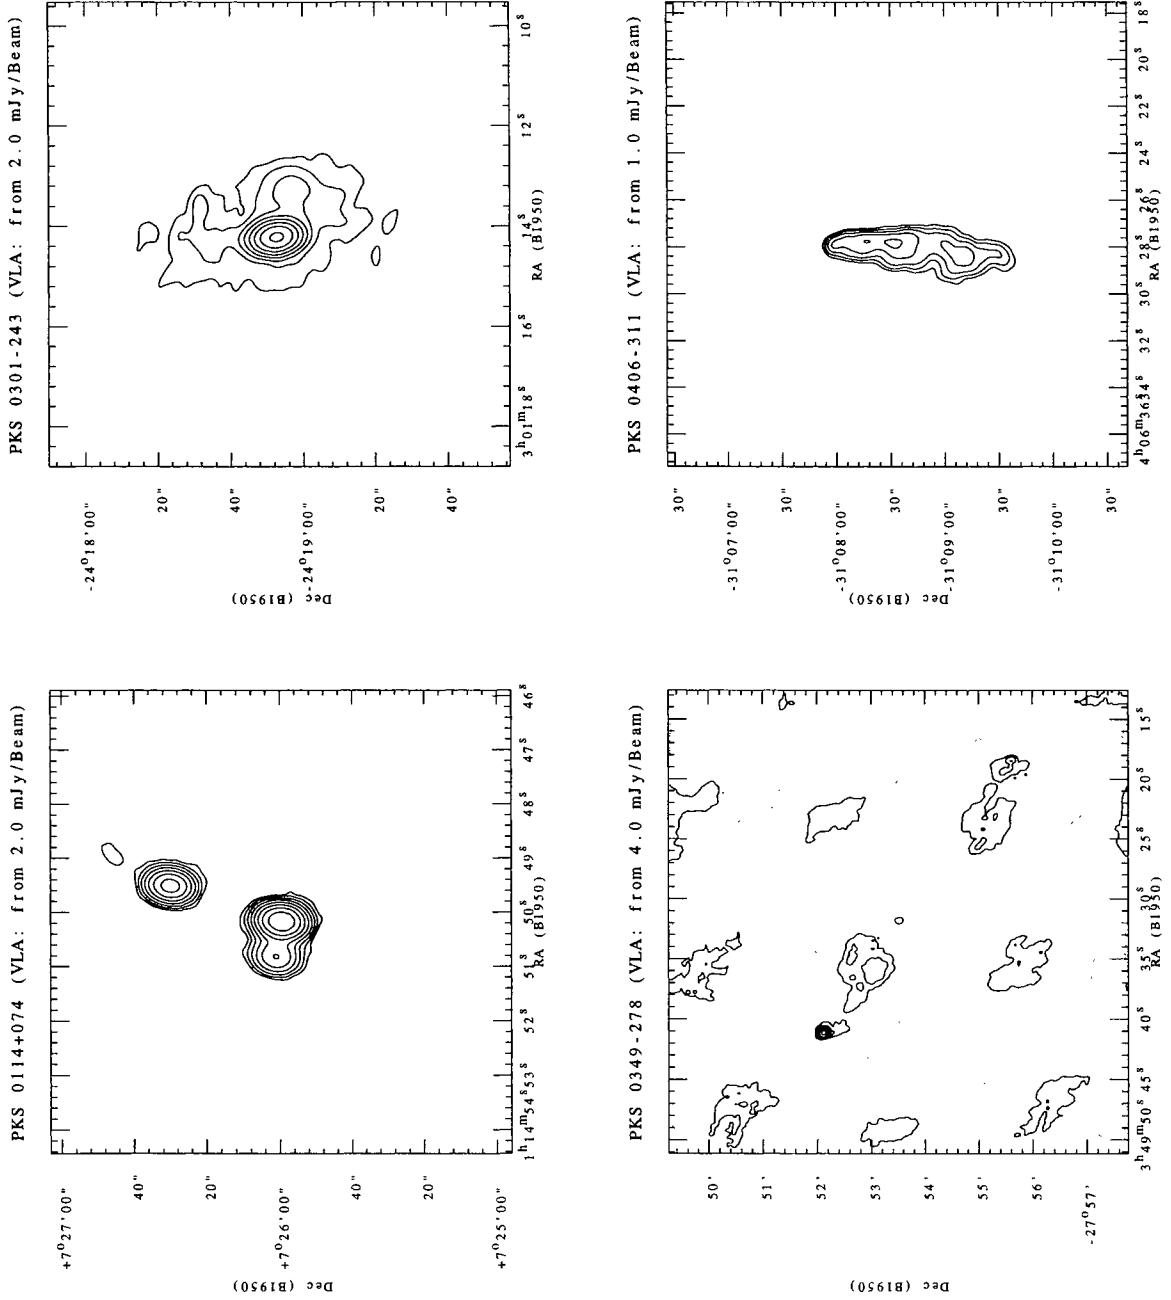 PKS 0114+074 (VLA: from 2.0 mJy/Beam)
Dec (B1950)
+7°27'00"
40"
20"
+7°26'00"
40"
20"
+7°25'00"
1ʰ14ᵐ54ˢ53ˢ 52ˢ 51ˢ 50ˢ 49ˢ 48ˢ 47ˢ 46ˢ
RA (B1950)
PKS 0301-243 (VLA: from 2.0 mJy/Beam)
Dec (B1950)
-24°18'00"
20"
40"
-24°19'00"
20"
40"
3ʰ01ᵐ18ˢ 16ˢ 14ˢ 12ˢ 10ˢ
RA (B1950)
PKS 0349-278 (VLA: from 4.0 mJy/Beam)
Dec (B1950)
50'
51'
52'
53'
54'
55'
56'
-27°57'
3ʰ49ᵐ50ˢ 45ˢ 40ˢ 35ˢ 30ˢ 25ˢ 20ˢ 15ˢ
RA (B1950)
PKS 0406-311 (VLA: from 1.0 mJy/Beam)
Dec (B1950)
30"
-31°07'00"
30"
-31°08'00"
30"
-31°09'00"
30"
-31°10'00"
30"
4ʰ06ᵐ36ˢ34ˢ 32ˢ 30ˢ 28ˢ 26ˢ 24ˢ 22ˢ 20ˢ 18ˢ
RA (B1950)